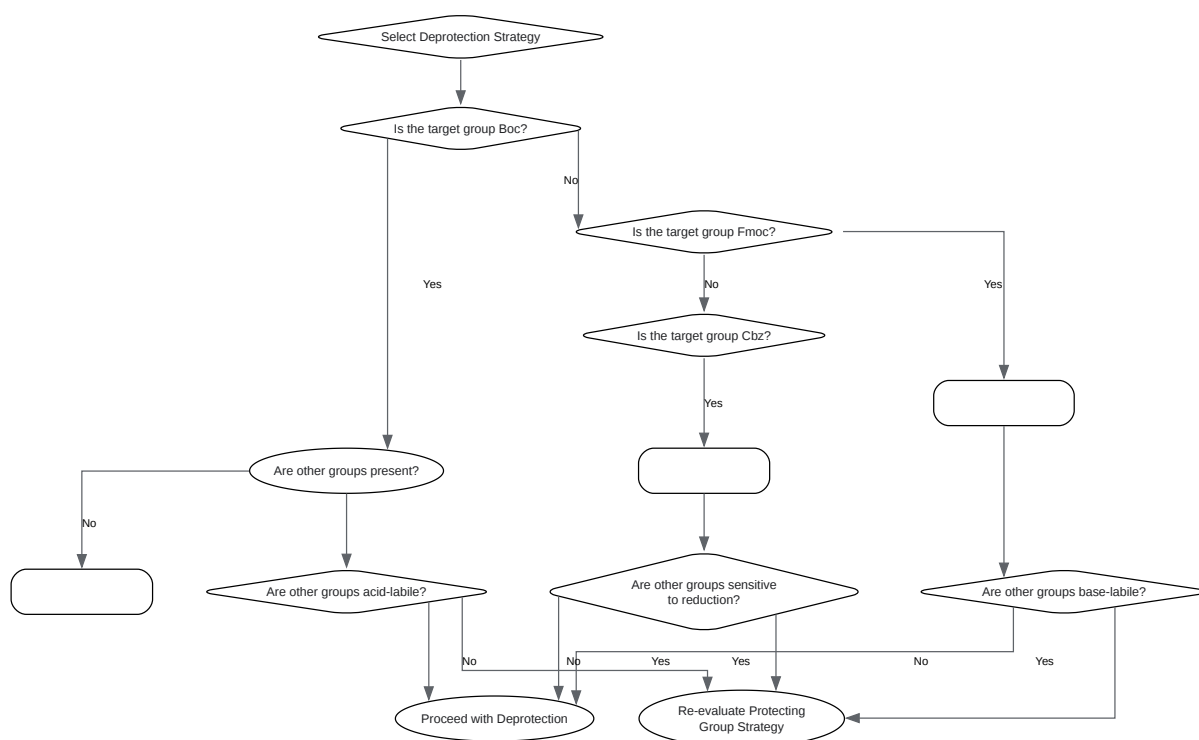 Select Deprotection Strategy
Is the target group Boc?
No
Is the target group Fmoc?
Yes
No
Yes
Is the target group Cbz?
Yes
Are other groups present?
No
Are other groups acid-labile?
Are other groups sensitive
to reduction?
Are other groups base-labile?
No
No
Yes
Yes
No
Yes
Proceed with Deprotection
Re-evaluate Protecting
Group Strategy